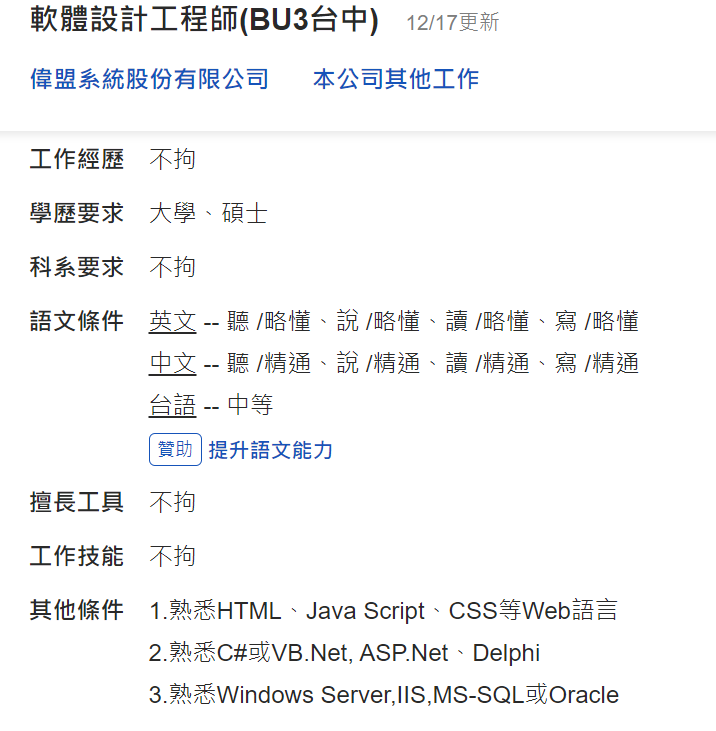 軟體設計工程師(BU3台中) 12/17更新
偉盟系統股份有限公司 本公司其他工作
工作經歷 不拘
學歷要求 大學、碩士
科系要求 不拘
語文條件 英文 -- 聽 /略懂、說 /略懂、讀 /略懂、寫 /略懂
中文 -- 聽 /精通、說 /精通、讀 /精通、寫 /精通
台語 -- 中等
贊助 提升語文能力
擅長工具 不拘
工作技能 不拘
其他條件 1.熟悉HTML、Java Script、CSS等Web語言
2.熟悉C#或VB.Net, ASP.Net、Delphi
3.熟悉Windows Server,IIS,MS-SQL或Oracle